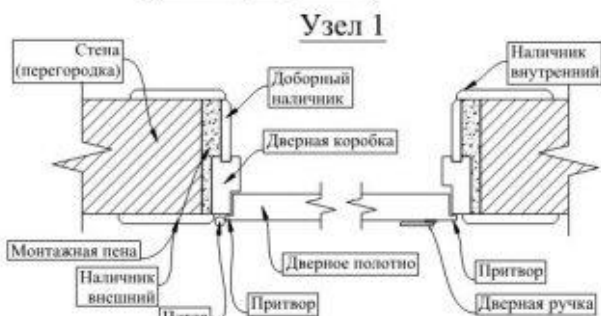 Узел 1
Стена
(перегородка)
Наличник
внутренний
Доборный
наличник
Дверная коробка
Монтажная пена
Дверное полотно
Притвор
Наличник
внешний
Притвор
Дверная ручка